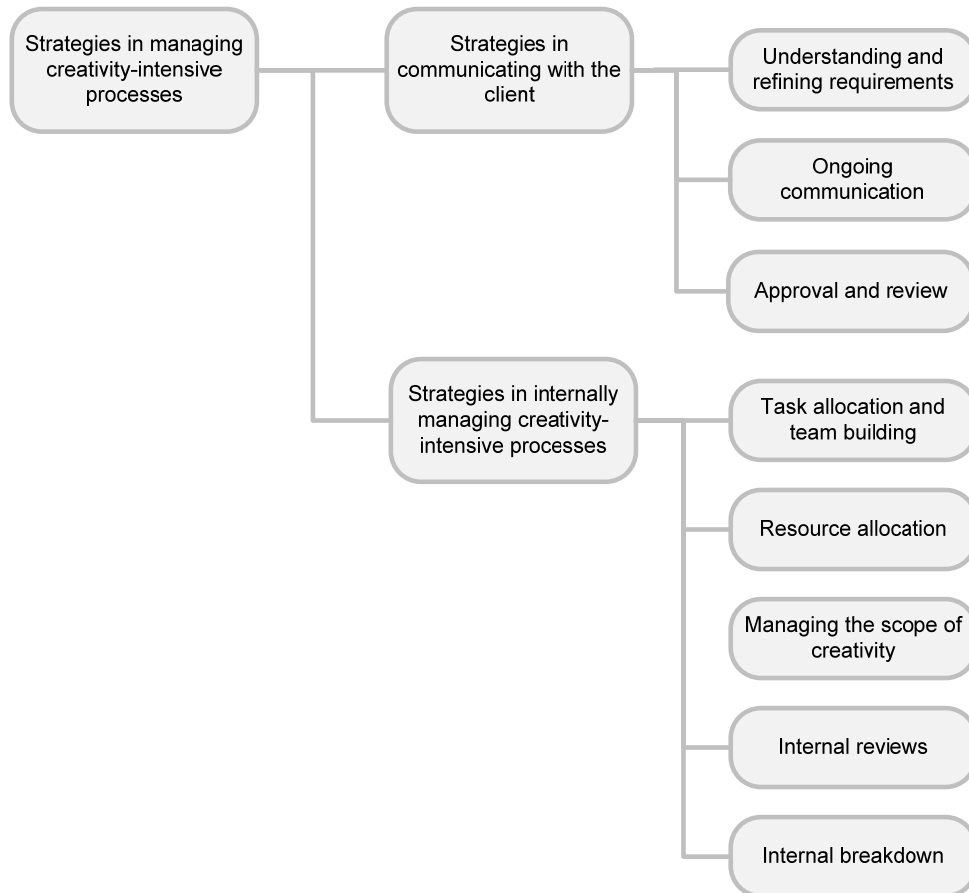 Strategies in managing
creativity-intensive
processes
Strategies in
communicating with the
client
Understanding and
refining requirements
Ongoing
communication
Approval and review
Strategies in internally
managing creativity-
intensive processes
Task allocation and
team building
Resource allocation
Managing the scope of
creativity
Internal reviews
Internal breakdown